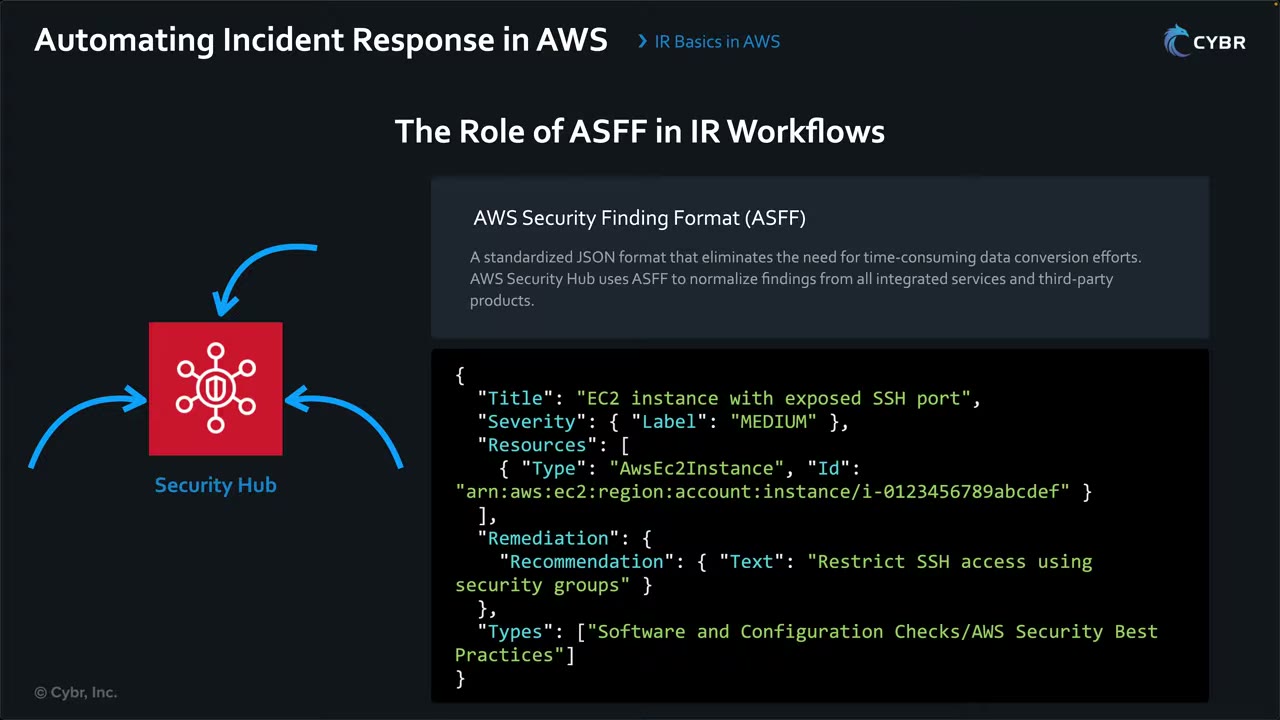 Automating Incident Response in AWS
❯ IR Basics in AWS
CYBR
The Role of ASFF in IR Workflows
AWS Security Finding Format (ASFF)
A standardized JSON format that eliminates the need for time-consuming data conversion efforts.
AWS Security Hub uses ASFF to normalize findings from all integrated services and third-party
products.
Security Hub
{
  "Title": "EC2 instance with exposed SSH port",
  "Severity": { "Label": "MEDIUM" },
  "Resources": [
    { "Type": "AwsEc2Instance", "Id":
"arn:aws:ec2:region:account:instance/i-0123456789abcdef" }
  ],
  "Remediation": {
    "Recommendation": { "Text": "Restrict SSH access using
security groups" }
  },
  "Types": ["Software and Configuration Checks/AWS Security Best
Practices"]
}
© Cybr, Inc.